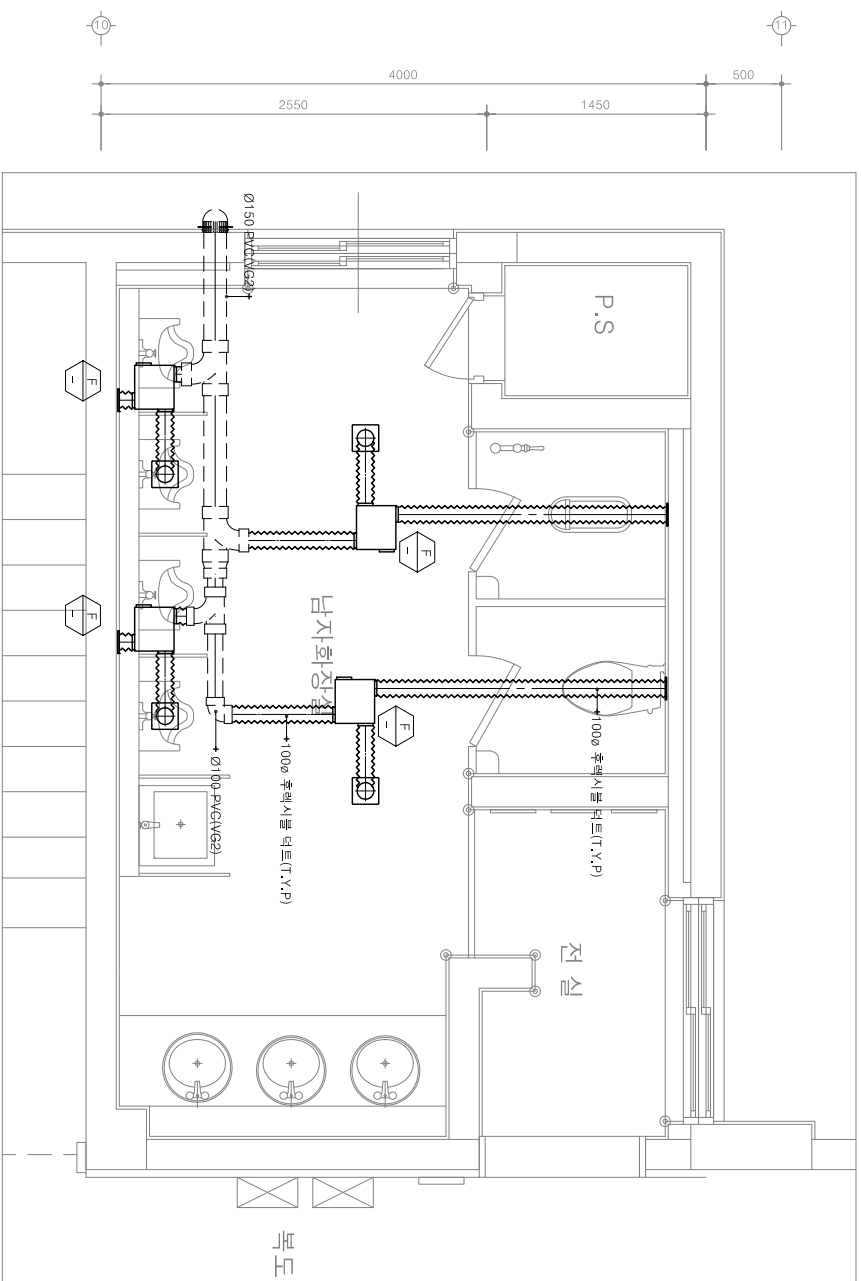 10
11
4000
500
2550
1450
Ø150 PVC(VG2)
P.S
F
-
F
-
F
-
F
-
남자화장실
100ø 후렉시블 덕트(T.Y.P)
Ø100 PVC(VG2)
100ø 후렉시블 덕트(T.Y.P)
전 실
복도